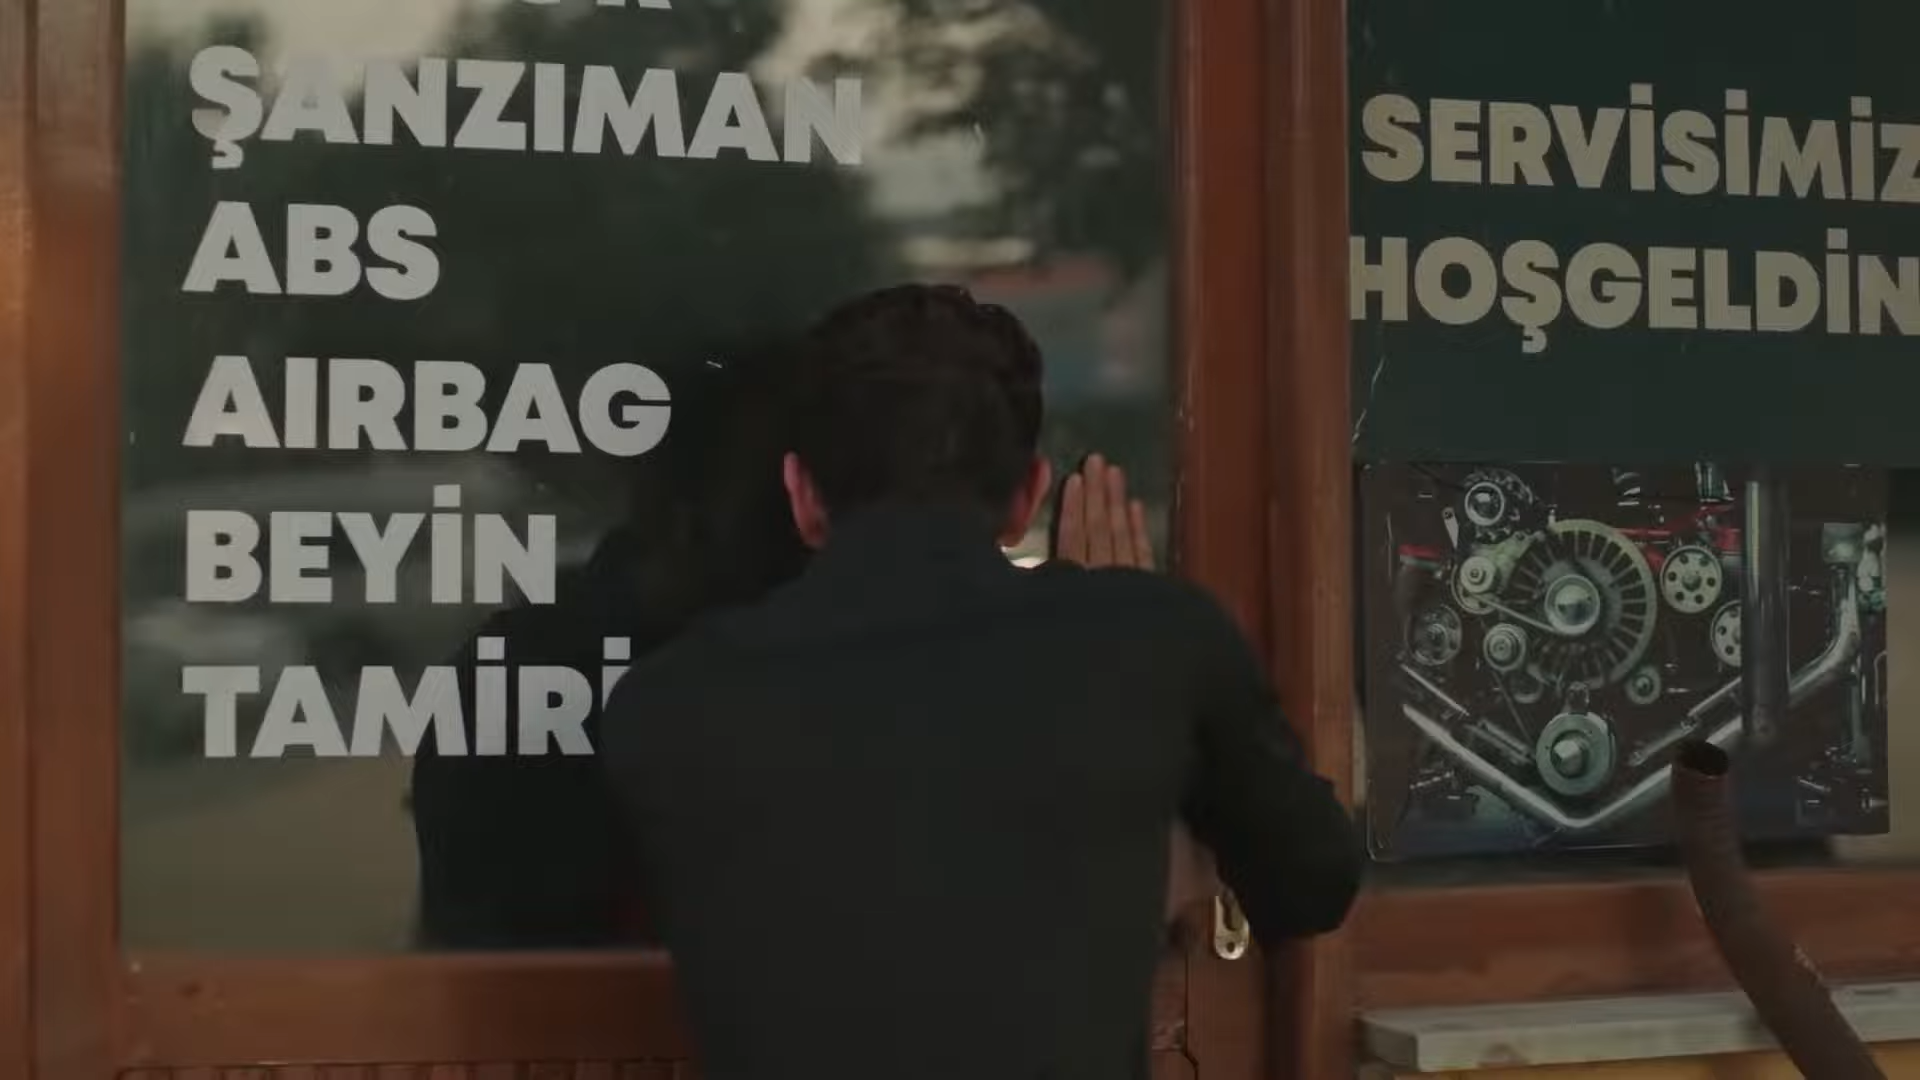 ŞANZIMAN
ABS
AIRBAG
BEYİN
TAMİRİ
SERVİSİMİZ
HOŞGELDİN